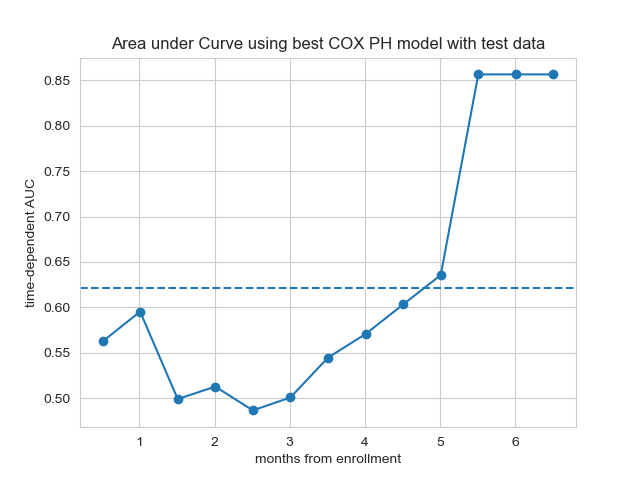 Area under Curve using best COX PH model with test data
time-dependent AUC
0.85
0.80
0.75
0.70
0.65
0.60
0.55
0.50
1 2 3 4 5 6
months from enrollment